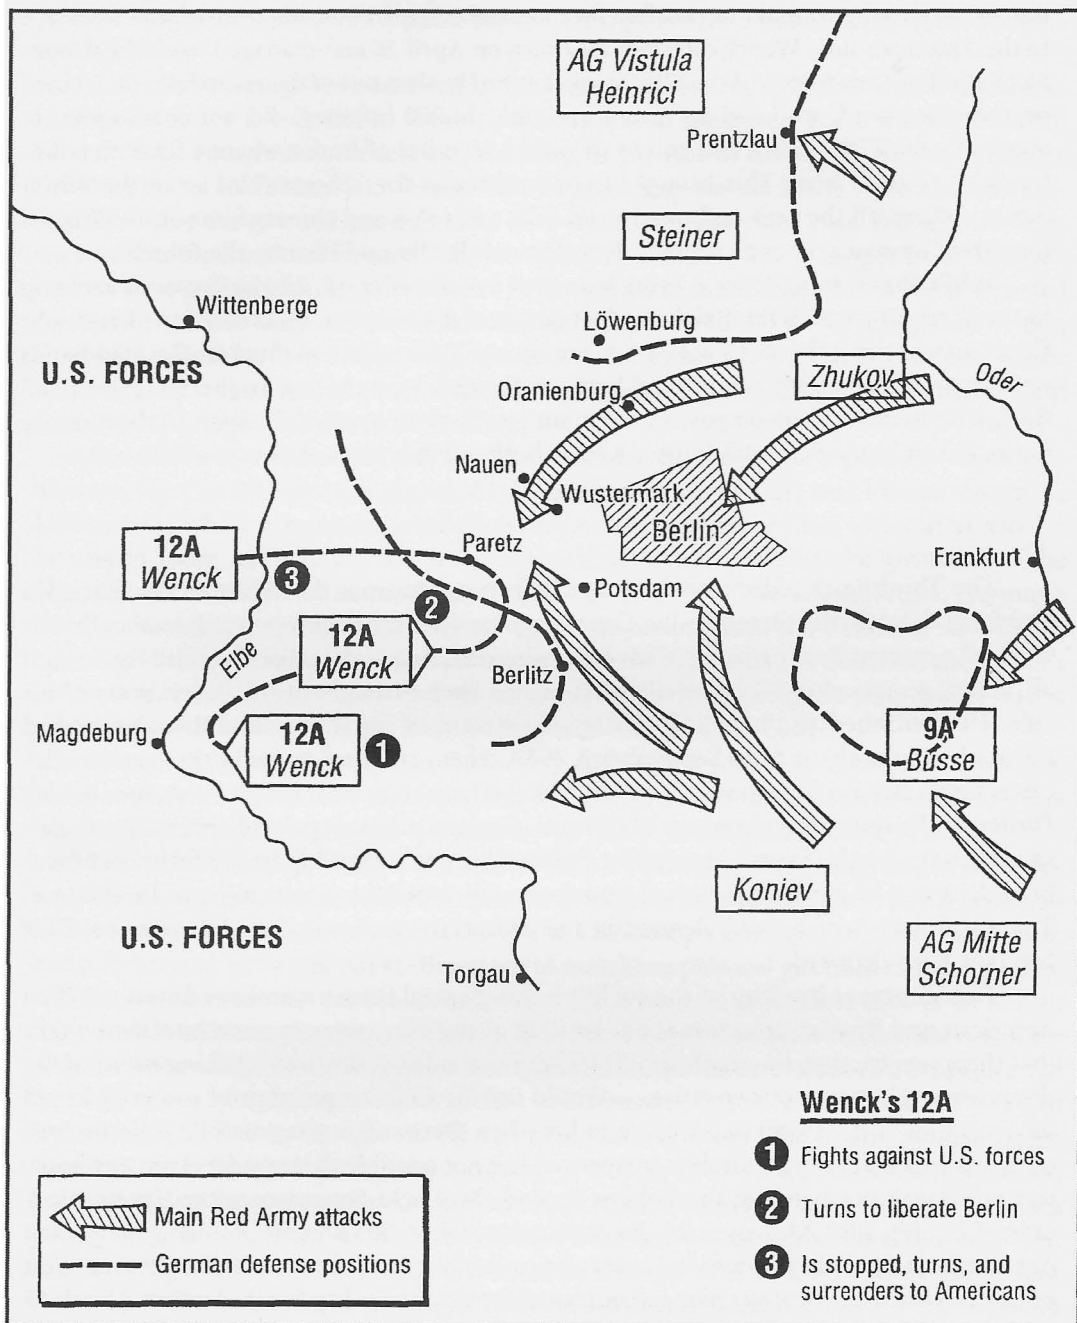 AG Vistula
Heinrici
Prentzlau
Steiner
Wittenberge
Löwenburg
U.S. FORCES
Zhukov
Oder
Oranienburg
Nauen
Wustermark
Berlin
12A
Wenck
3
Paretz
Frankfurt
Potsdam
2
12A
Wenck
Elbe
Berlitz
Magdeburg
12A
Wenck
1
9A
Busse
Koniev
U.S. FORCES
AG Mitte
Schorner
Torgau
Wenck's 12A
1 Fights against U.S. forces
2 Turns to liberate Berlin
3 Is stopped, turns, and
surrenders to Americans
Main Red Army attacks
German defense positions